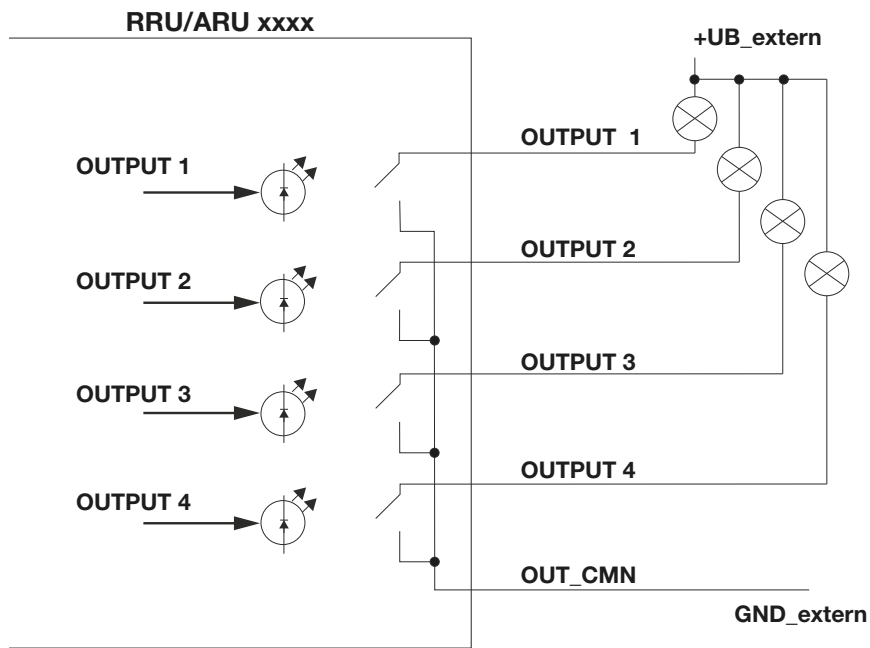 RRU/ARU xxxx
+UB_extern
OUTPUT 1
OUTPUT 1
OUTPUT 2
OUTPUT 2
OUTPUT 3
OUTPUT 3
OUTPUT 4
OUTPUT 4
OUT_CMN
GND_extern